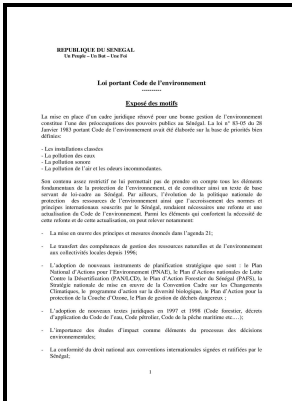 REPUBLIQUE DU SENEGAL
Un Peuple – Un But – Une Foi
Loi portant Code de l'environnement
----------
Exposé des motifs
La mise en place d'un cadre juridique rénové pour une bonne gestion de l'environnement
constitue l'une des préoccupations des pouvoirs publics au Sénégal. La loi n° 83-05 du 28
Janvier 1983 portant Code de l'environnement avait été élaborée sur la base de priorités bien
définies:
- Les installations classées
- La pollution des eaux
- La pollution sonore
- La pollution de l'air et les odeurs incommodantes.
Son contenu assez restrictif ne lui permettait pas de prendre en compte tous les éléments
fondamentaux de la protection de l'environnement, et de constituer ainsi un texte de base
servant de loi-cadre au Sénégal. Par ailleurs, l'évolution de la politique nationale de
protection des ressources de l'environnement ainsi que l'accroissement des normes et
principes internationaux souscrits par le Sénégal, rendaient nécessaires une refonte et une
actualisation du Code de l'environnement. Parmi les éléments qui confortent la nécessité de
cette refonte et de cette actualisation, on peut relever notamment:
- La mise en œuvre des principes et mesures énoncés dans l'agenda 21;
- Le transfert des compétences de gestion des ressources naturelles et de l'environnement
aux collectivités locales depuis 1996;
- L'adoption de nouveaux instruments de planification stratégique que sont : le Plan
National d'Actions pour l'Environnement (PNAE), le Plan d'Actions nationales de Lutte
Contre la Désertification (PAN/LCD), le Plan d'Action Forestier du Sénégal (PAFS), la
Stratégie nationale de mise en œuvre de la Convention Cadre sur les Changements
Climatiques, le programme d'action sur la diversité biologique, le Plan d'Action pour la
protection de la Couche d'Ozone, le Plan de gestion de déchets dangereux ;
- L'adoption de nouveaux textes juridiques en 1997 et 1998 (Code forestier, décrets
d'application du Code de l'eau, Code pétrolier, Code de la pêche maritime etc…);
- L'importance des études d'impact comme éléments du processus des décisions
environnementales;
- La conformité du droit national aux conventions internationales signées et ratifiées par le
Sénégal;
1